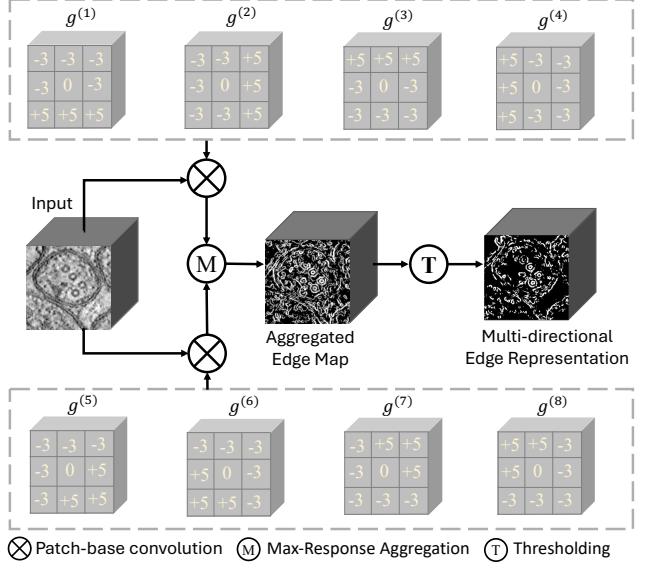 g(1) g(2) g(3) g(4)
-3 -3 -3 -3 -3 +5 +5 +5 +5 +5 -3 -3
-3 0 -3 -3 0 +5 -3 0 -3 +5 0 -3
+5 +5 +5 -3 -3 +5 -3 -3 -3 +5 -3 -3
Input
M
T
Aggregated
Edge Map
Multi-directional
Edge Representation
g(5) g(6) g(7) g(8)
-3 -3 -3 -3 -3 -3 -3 +5 +5 +5 +5 -3
-3 0 +5 +5 0 -3 -3 0 +5 +5 0 -3
-3 +5 +5 +5 +5 -3 -3 -3 -3 -3 -3 -3
Patch-base convolution M Max-Response Aggregation T Thresholding